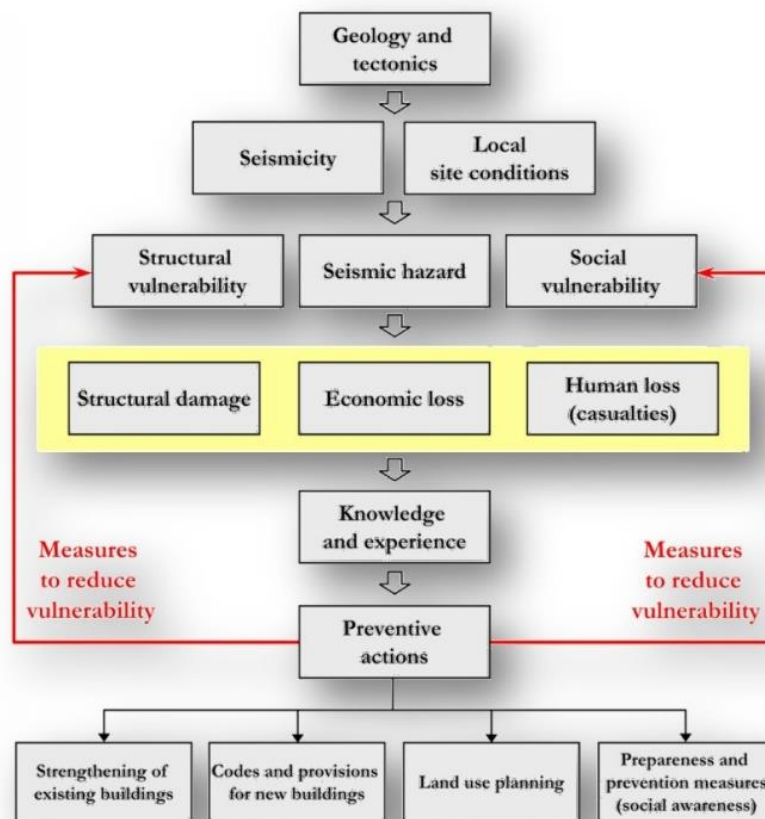 Geology and
tectonics
Seismicity
Local
site conditions
Structural
vulnerability
Seismic hazard
Social
vulnerability
Structural damage
Economic loss
Human loss
(casualties)
Knowledge
and experience
Measures
to reduce
vulnerability
Measures
to reduce
vulnerability
Preventive
actions
Strengthening of
existing buildings
Codes and provisions
for new buildings
Land use planning
Prepareness and
prevention measures
(social awareness)